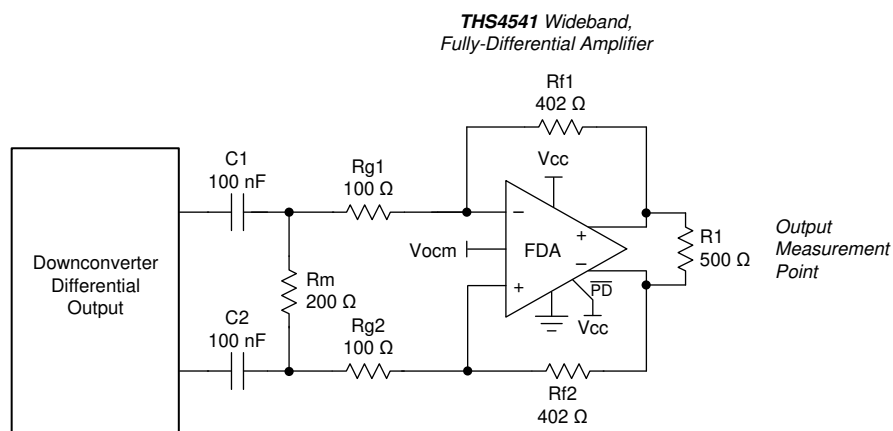 THS4541 Wideband,
Fully-Differential Amplifier
Rf1
402 Ω
C1
100 nF
Rg1
100 Ω
Vcc
−
+
Vocm
FDA
R1
500 Ω
Output
Measurement
Point
Downconverter
Differential
Output
Rm
200 Ω
−
+
PD
Vcc
C2
100 nF
Rg2
100 Ω
Rf2
402 Ω